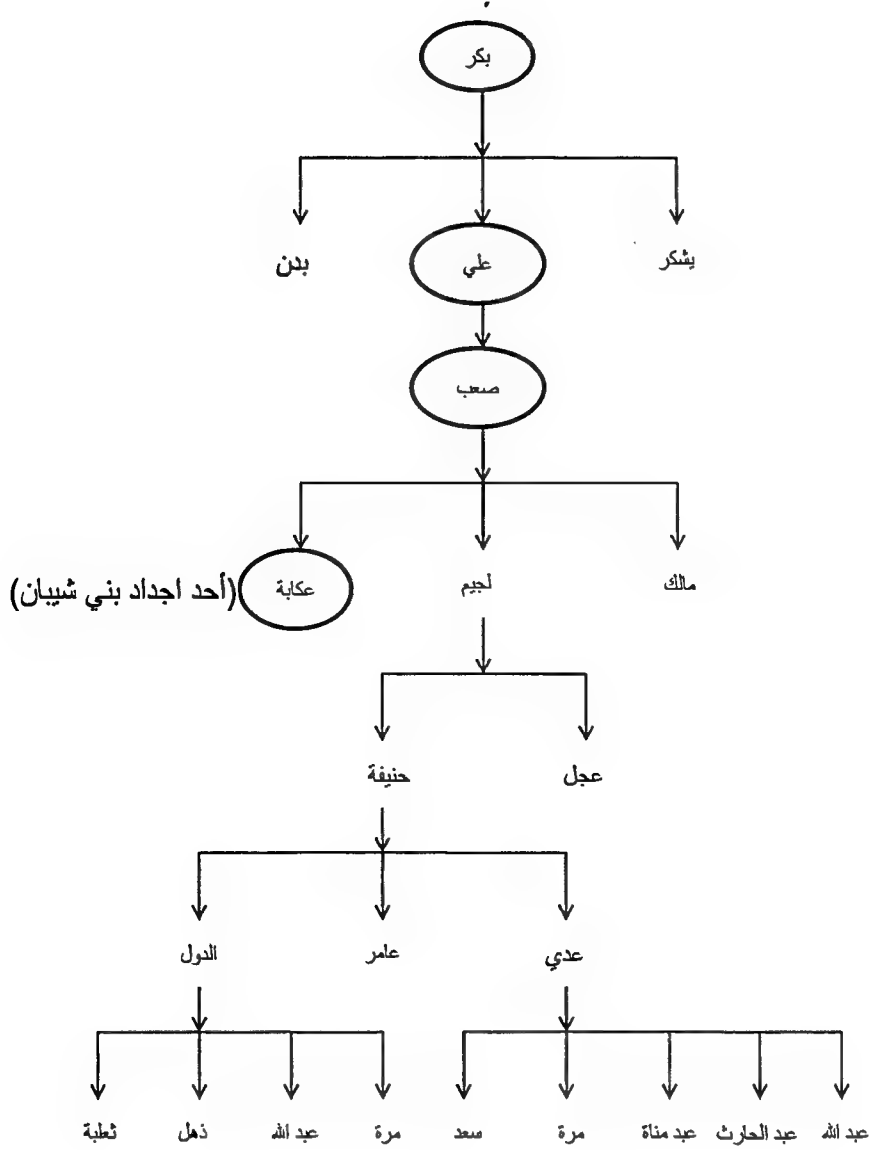 بكر
يشكر علي بدن
صعب
مالك لجيم عكابة (أحد اجداد بني شيبان)
عجل حنيفة
عدي عامر الدول
عبد الله عبد الحارث عبد مناة مرة سعد مرة عبد الله ذهل ثعلبة